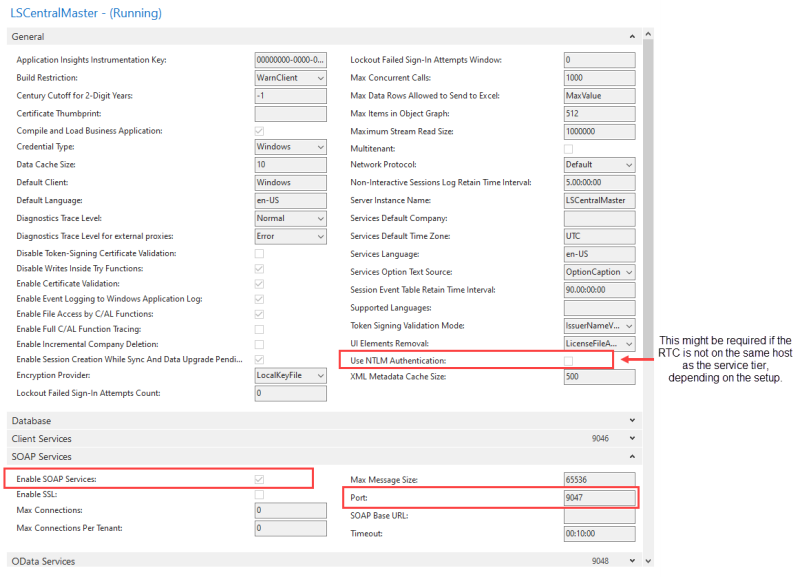 LSCentralMaster - (Running)
General
Application Insights Instrumentation Key: 00000000-0000-0...
Build Restriction: WarnClient
Century Cutoff for 2-Digit Years: -1
Certificate Thumbprint:
Compile and Load Business Application:
Credential Type: Windows
Data Cache Size: 10
Default Client: Windows
Default Language: en-US
Diagnostics Trace Level: Normal
Diagnostics Trace Level for external proxies: Error
Disable Token-Signing Certificate Validation:
Disable Writes Inside Try Functions:
Enable Certificate Validation:
Enable Event Logging to Windows Application Log:
Enable File Access by C/AL Functions:
Enable Full C/AL Function Tracing:
Enable Incremental Company Deletion:
Enable Session Creation While Sync And Data Upgrade Pendi...
Encryption Provider: LocalKeyFile
Lockout Failed Sign-In Attempts Count: 0
Lockout Failed Sign-In Attempts Window: 0
Max Concurrent Calls: 1000
Max Data Rows Allowed to Send to Excel: MaxValue
Max Items in Object Graph: 512
Maximum Stream Read Size: 1000000
Multitenant:
Network Protocol: Default
Non-Interactive Sessions Log Retain Time Interval: 5.00:00:00
Server Instance Name: LSCentralMaster
Services Default Company:
Services Default Time Zone: UTC
Services Language: en-US
Services Option Text Source: OptionCaption
Session Event Table Retain Time Interval: 90.00:00:00
Supported Languages:
Token Signing Validation Mode: IssuerNameV...
UI Elements Removal: LicenseFileA...
Use NTLM Authentication:
XML Metadata Cache Size: 500
This might be required if the
RTC is not on the same host
as the service tier,
depending on the setup.
Database
Client Services 9046
SOAP Services
Enable SOAP Services:
Enable SSL:
Max Connections: 0
Max Connections Per Tenant: 0
Max Message Size: 65536
Port: 9047
SOAP Base URL:
Timeout: 00:10:00
OData Services 9048